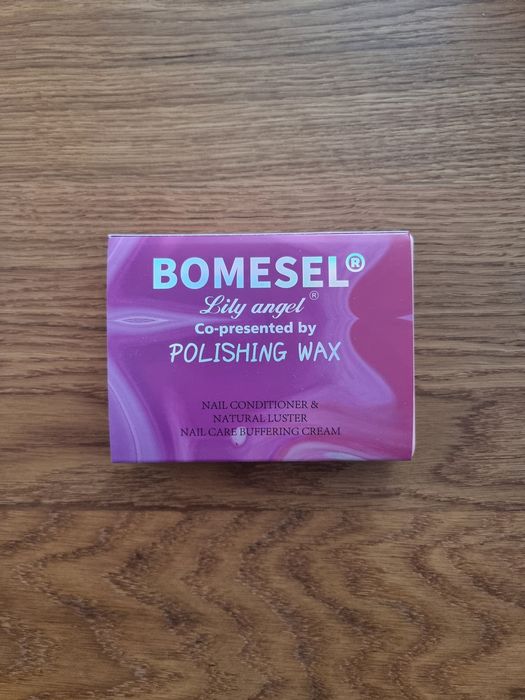 BOMESEL®
Lily angel ®
Co-presented by
POLISHING WAX
NAIL CONDITIONER &
NATURAL LUSTER
NAIL CARE BUFFERING CREAM